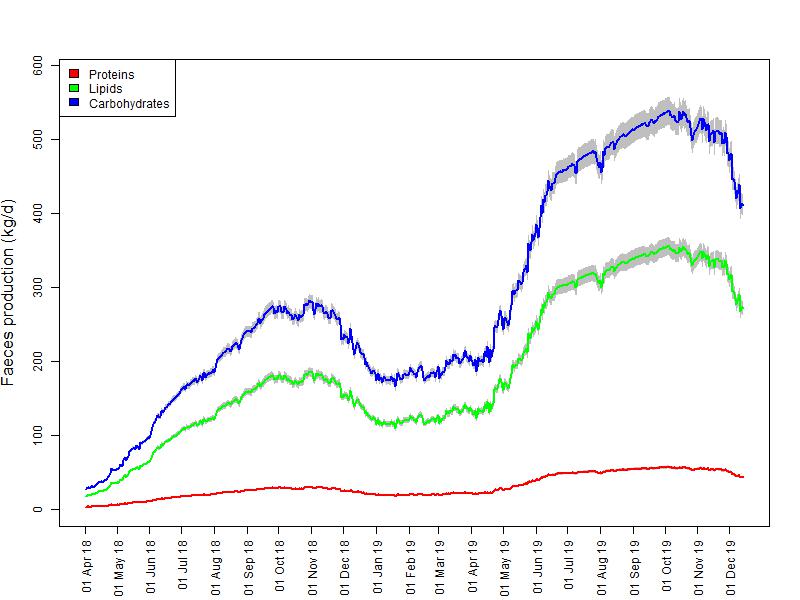 Proteins
Lipids
Carbohydrates
Faeces production (kg/d)
600
500
400
300
200
100
0
01 Apr 18
01 May 18
01 Jun 18
01 Jul 18
01 Aug 18
01 Sep 18
01 Oct 18
01 Nov 18
01 Dec 18
01 Jan 19
01 Feb 19
01 Mar 19
01 Apr 19
01 May 19
01 Jun 19
01 Jul 19
01 Aug 19
01 Sep 19
01 Oct 19
01 Nov 19
01 Dec 19